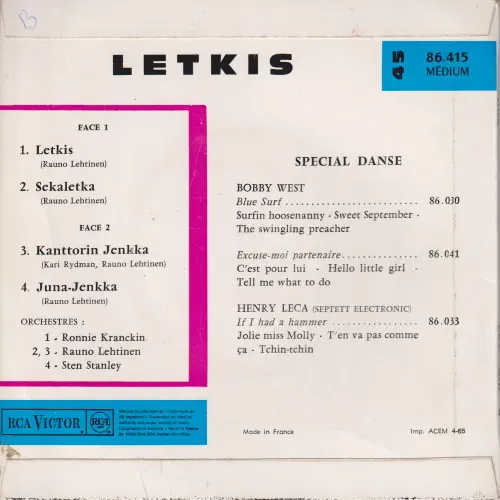 B
LETKIS
45
86.415
MÉDIUM
FACE 1
1. Letkis
(Rauno Lehtinen)
2. Sekaletka
(Rauno Lehtinen)
FACE 2
3. Kanttorin Jenkka
(Kari Rydman, Rauno Lehtinen)
4. Juna-Jenkka
(Rauno Lehtinen)
ORCHESTRES :
1 - Ronnie Kranckin
2, 3 - Rauno Lehtinen
4 - Sten Stanley
RCA VICTOR
RCA
SPECIAL DANSE
BOBBY WEST
Blue Surf .......................... 86.030
Surfin hoosenanny - Sweet September -
The swingling preacher
Excuse-moi partenaire............... 86.041
C'est pour lui - Hello little girl -
Tell me what to do
HENRY LECA (SEPTETT ELECTRONIC)
If I had a hammer ................. 86.033
Jolie miss Molly - T'en va pas comme
ça - Tchin-tchin
Made in France
Imp. ACEM 4-65